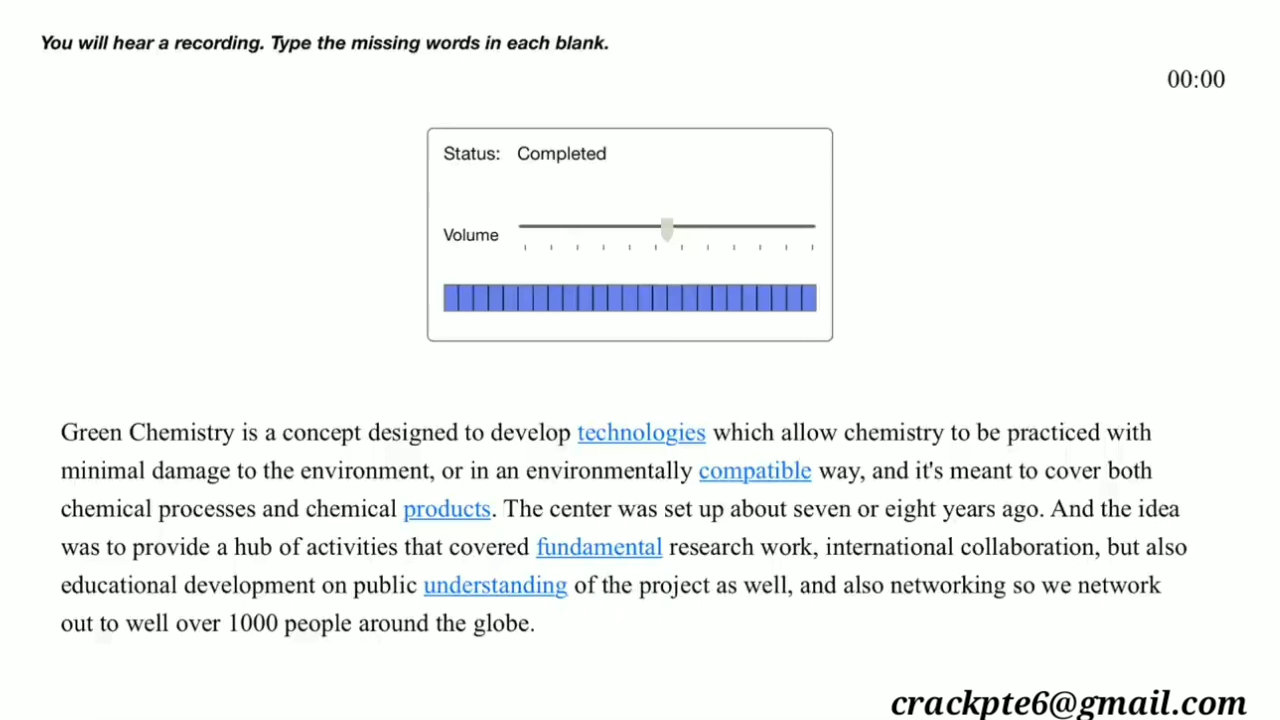 You will hear a recording. Type the missing words in each blank.
00:00
Status: Completed
Volume
Green Chemistry is a concept designed to develop technologies which allow chemistry to be practiced with
minimal damage to the environment, or in an environmentally compatible way, and it's meant to cover both
chemical processes and chemical products. The center was set up about seven or eight years ago. And the idea
was to provide a hub of activities that covered fundamental research work, international collaboration, but also
educational development on public understanding of the project as well, and also networking so we network
out to well over 1000 people around the globe.
crackpte6@gmail.com